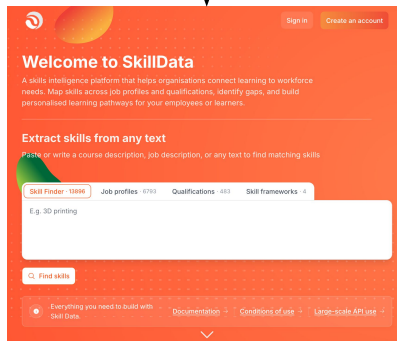 Sign in
Create an account
Welcome to SkillData
A skills intelligence platform that helps organisations connect learning to workforce
needs. Map skills across job profiles and qualifications, identify gaps, and build
personalised learning pathways for your employees or learners.
Extract skills from any text
Paste or write a course description, job description, or any text to find matching skills
Skill Finder · 13896
Job profiles · 6793
Qualifications · 483
Skill frameworks · 4
E.g. 3D printing
Find skills
Everything you need to build with
Skill Data.
Documentation →
Conditions of use →
Large-scale API use →